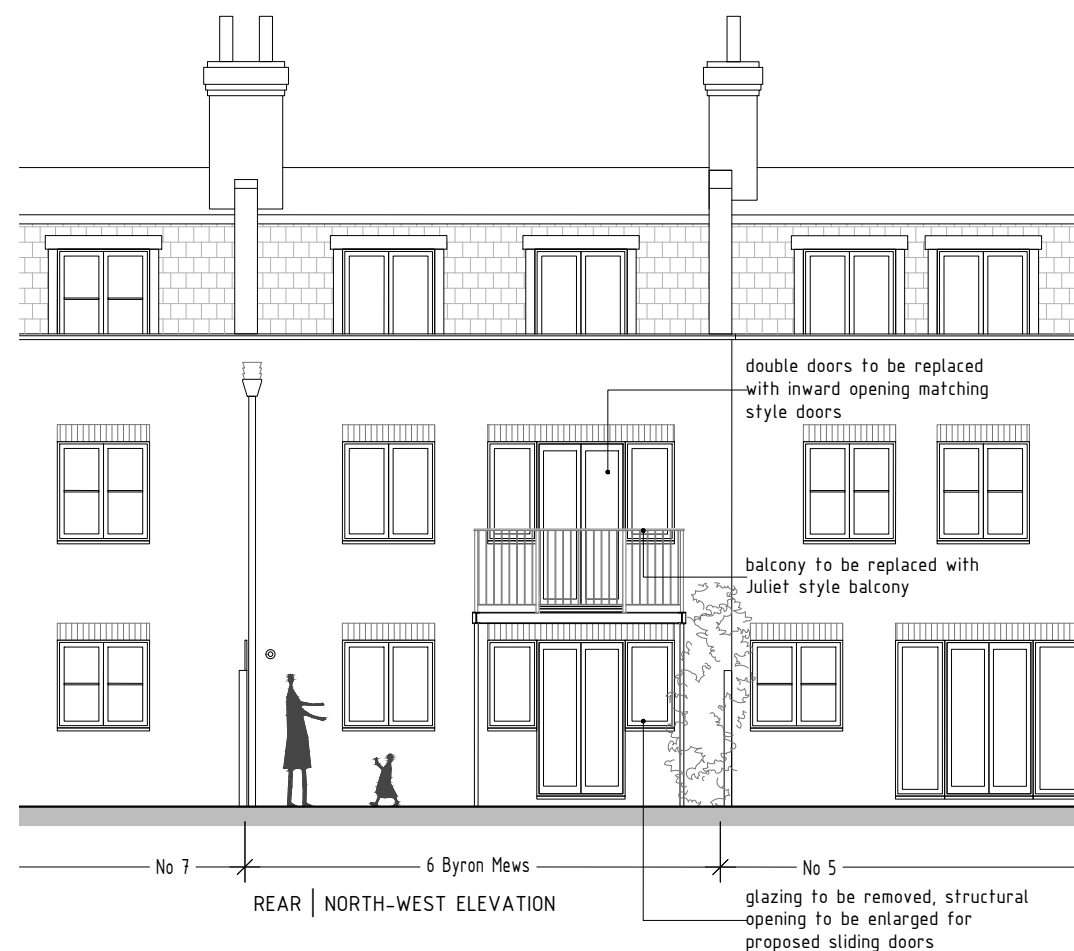 double doors to be replaced
with inward opening matching
style doors
balcony to be replaced with
Juliet style balcony
No 7
6 Byron Mews
No 5
REAR | NORTH-WEST ELEVATION
glazing to be removed, structural
opening to be enlarged for
proposed sliding doors